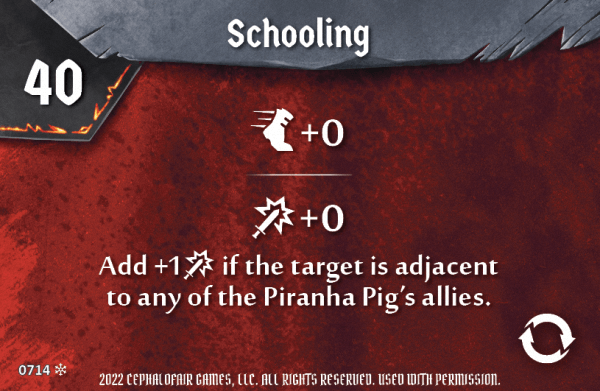 Schooling
40
+0
+0
Add +1 if the target is adjacent
to any of the Piranha Pig's allies.
0714
2022 CEPHALOFAIR GAMES, LLC. ALL RIGHTS RESERVED. USED WITH PERMISSION.